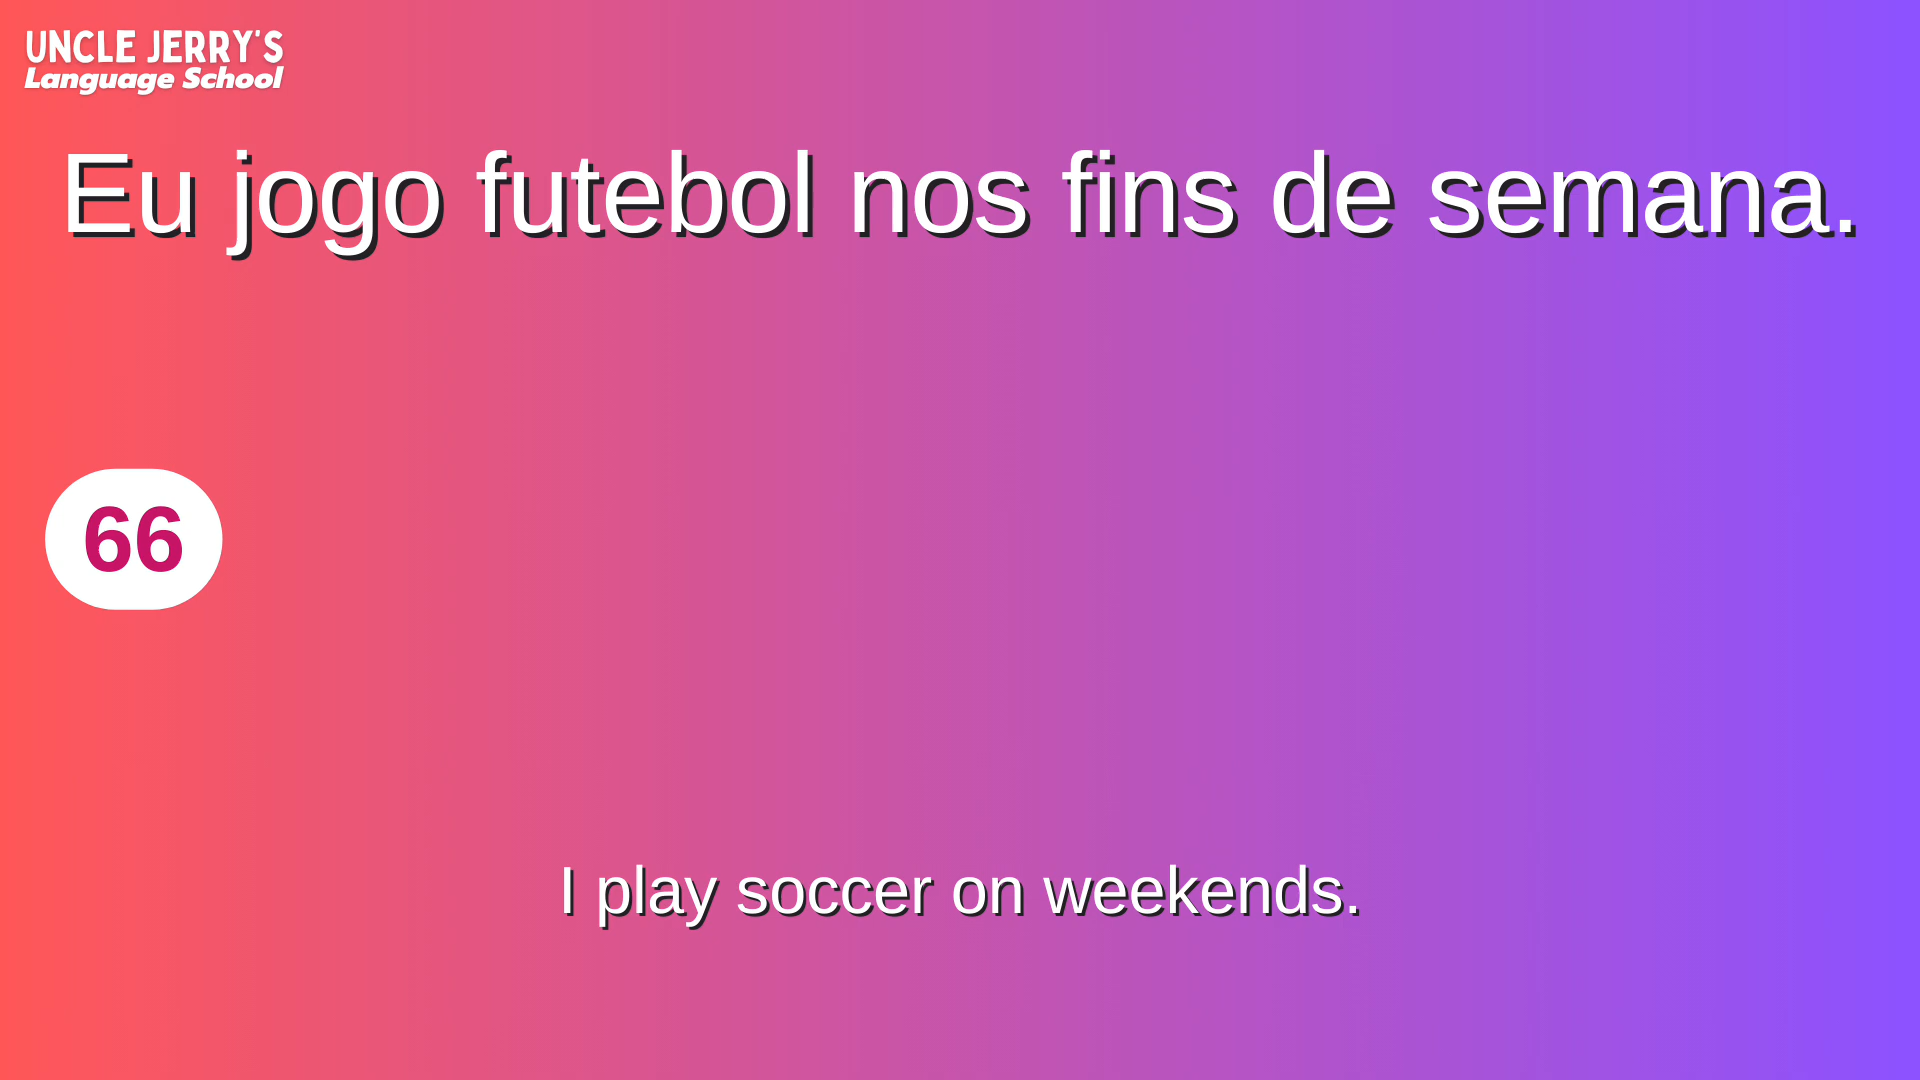 UNCLE JERRY'S
Language School
Eu jogo futebol nos fins de semana.
66
I play soccer on weekends.